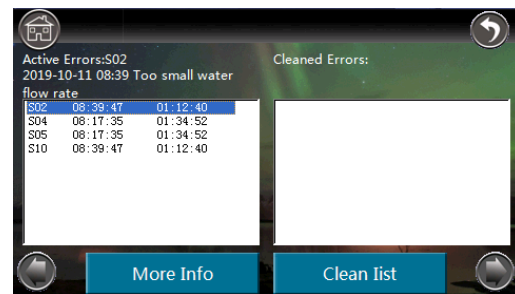 Active Errors:S02
2019-10-11 08:39 Too small water
flow rate
S02 08:39:47 01:12:40
S04 08:17:35 01:34:52
S05 08:17:35 01:34:52
S10 08:39:47 01:12:40
Cleaned Errors:
More Info
Clean Iist